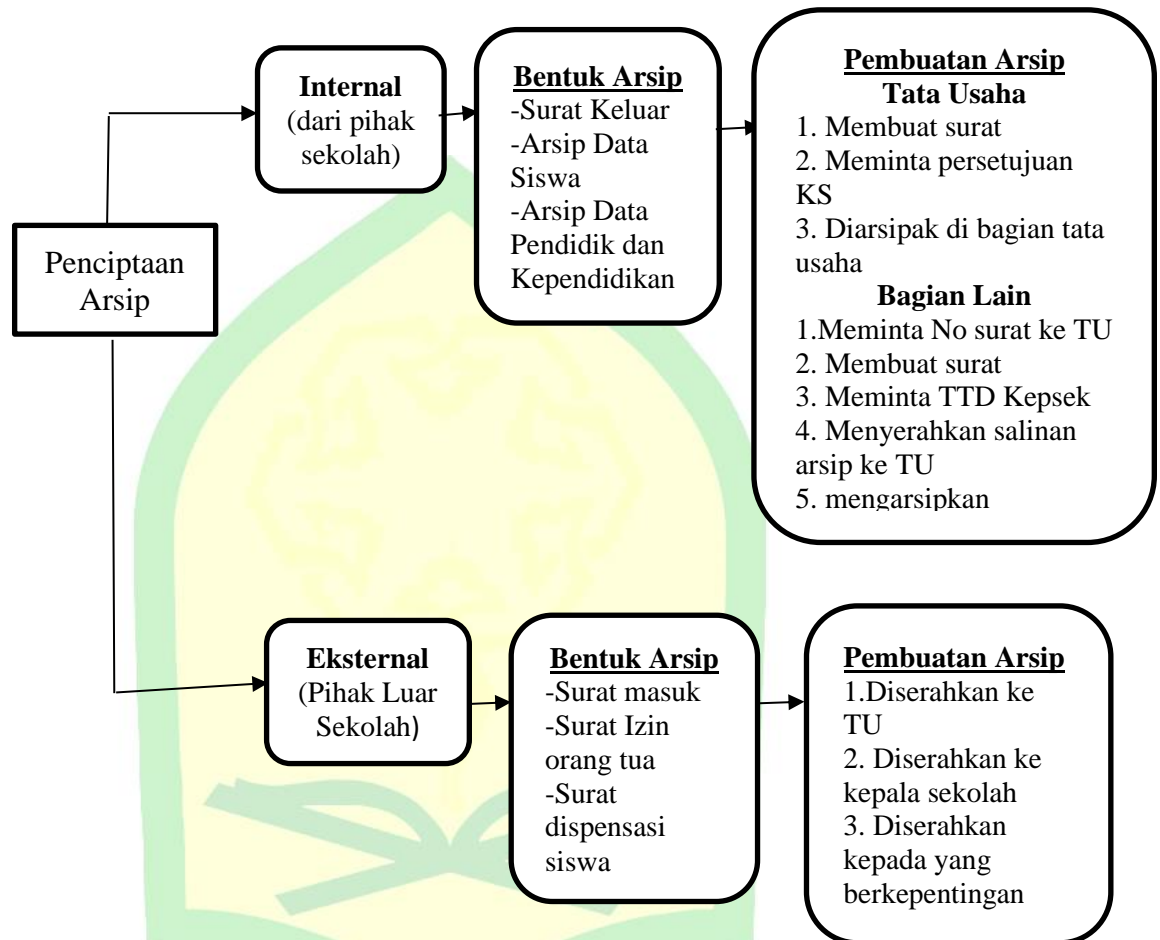 Penciptaan
Arsip
Internal
(dari pihak
sekolah)
Bentuk Arsip
-Surat Keluar
-Arsip Data
Siswa
-Arsip Data
Pendidik dan
Kependidikan
Pembuatan Arsip
Tata Usaha
1. Membuat surat
2. Meminta persetujuan
KS
3. Diarsipak di bagian tata
usaha
Bagian Lain
1.Meminta No surat ke TU
2. Membuat surat
3. Meminta TTD Kepsek
4. Menyerahkan salinan
arsip ke TU
5. mengarsipkan
Eksternal
(Pihak Luar
Sekolah)
Bentuk Arsip
-Surat masuk
-Surat Izin
orang tua
-Surat
dispensasi
siswa
Pembuatan Arsip
1.Diserahkan ke
TU
2. Diserahkan ke
kepala sekolah
3. Diserahkan
kepada yang
berkepentingan